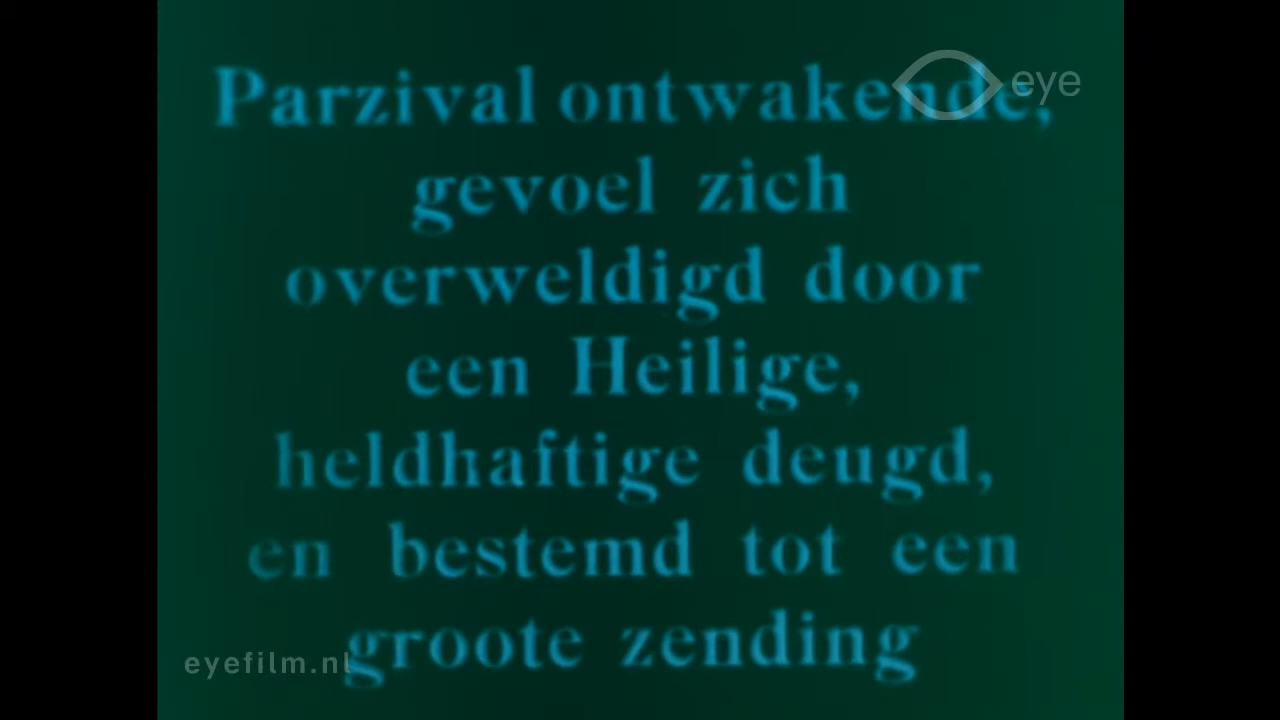 Parzival ontwakende,
eye
gevoel zich
overweldigd door
een Heilige,
heldhaftige deugd,
en bestemd tot een
groote zending
eyefilm.nl